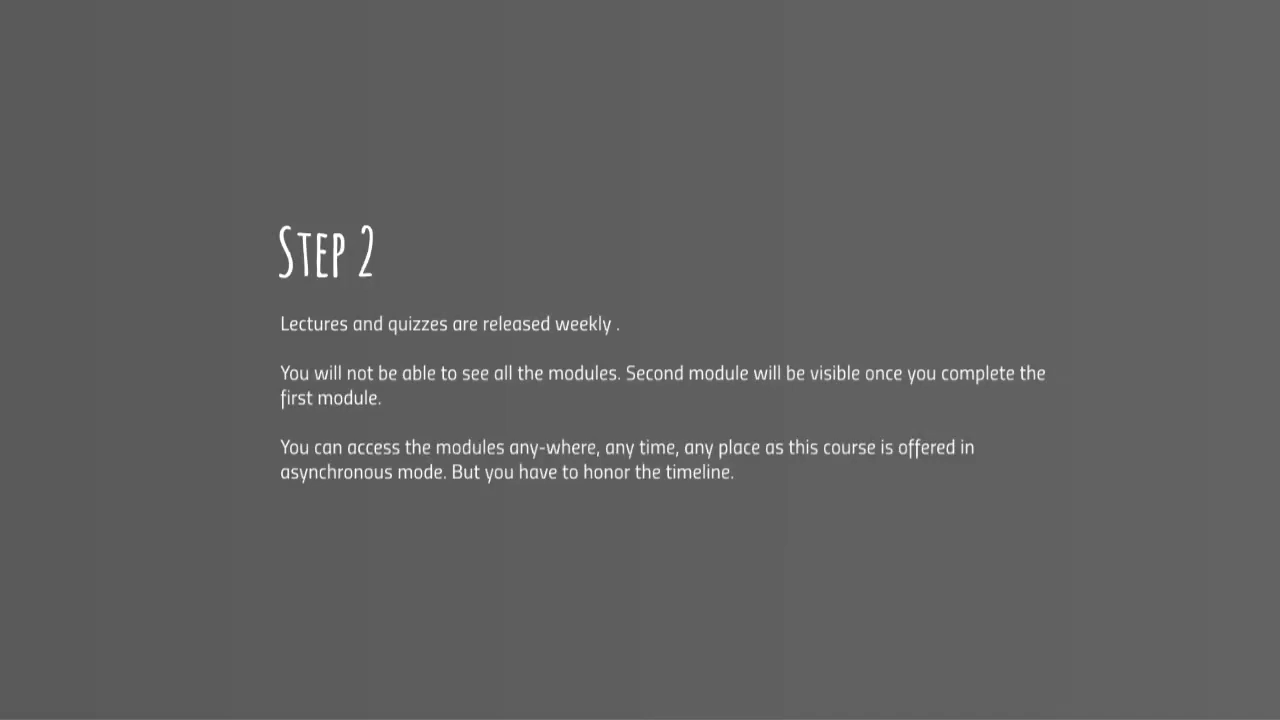 Step 2
Lectures and quizzes are released weekly .
You will not be able to see all the modules. Second module will be visible once you complete the
first module.
You can access the modules any-where, any time, any place as this course is offered in
asynchronous mode. But you have to honor the timeline.